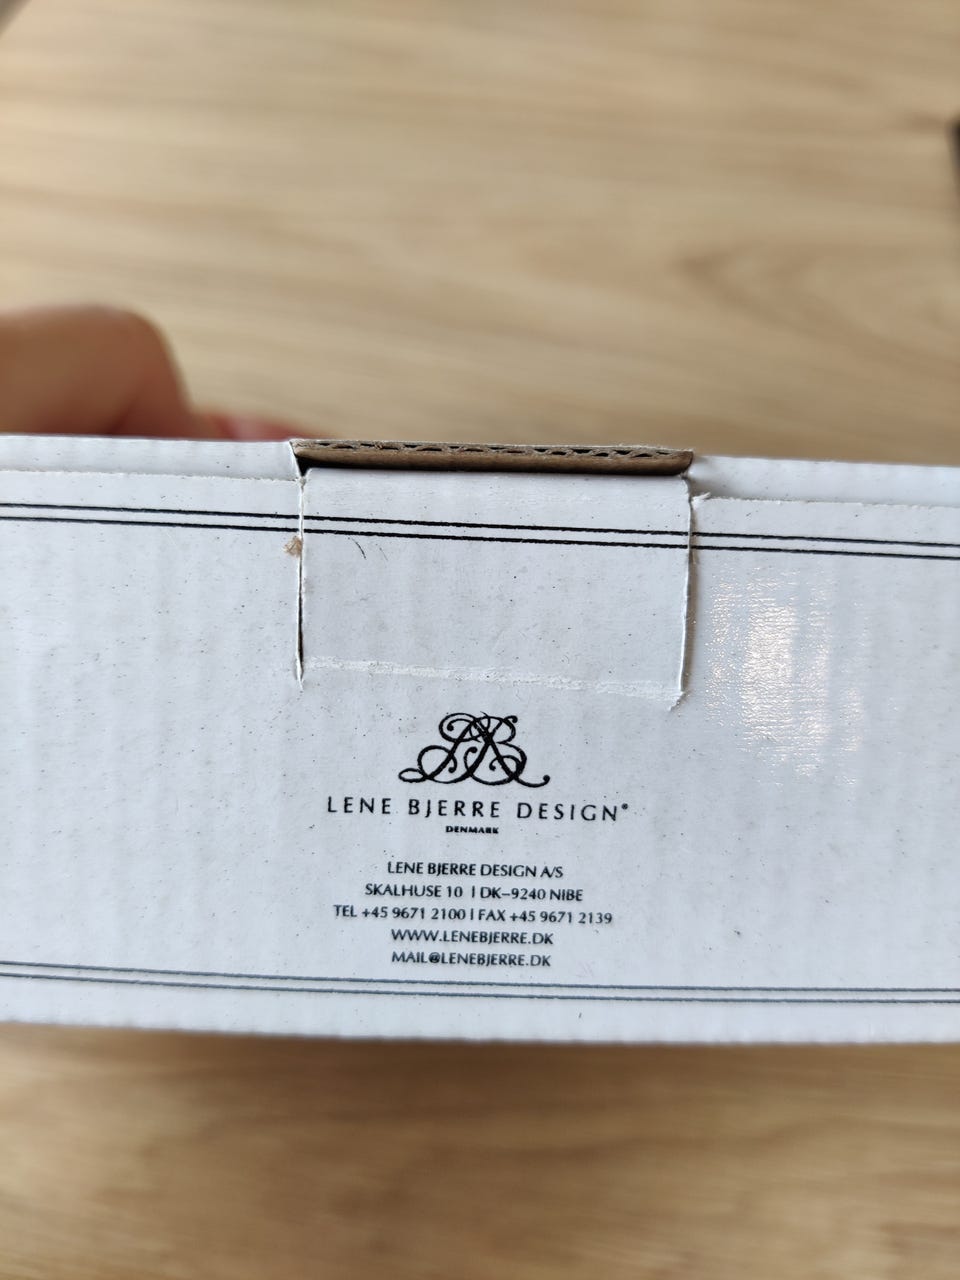 LENE BJERRE DESIGN®
DENMARK
LENE BJERRE DESIGN A/S
SKALHUSE 10 | DK–9240 NIBE
TEL +45 9671 2100 | FAX +45 9671 2139
WWW.LENEBJERRE.DK
MAIL@LENEBJERRE.DK